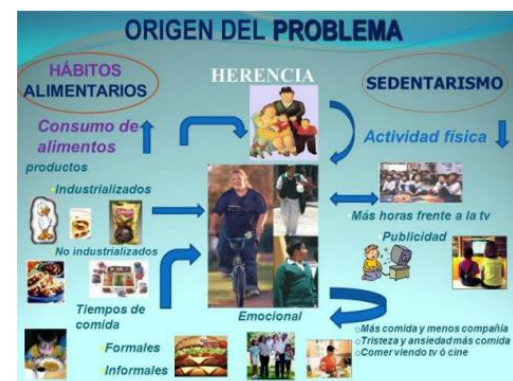 ORIGEN DEL PROBLEMA
HÁBITOS
ALIMENTARIOS
HERENCIA
SEDENTARISMO
Consumo de
alimentos
Actividad física
productos
Industrializados
Más horas frente a la tv
Publicidad
No industrializados
Tiempos de
comida
Emocional
Formales
Informales
Más comida y menos compañía
Tristeza y ansiedad más comida
Comer viendo tv ó cine